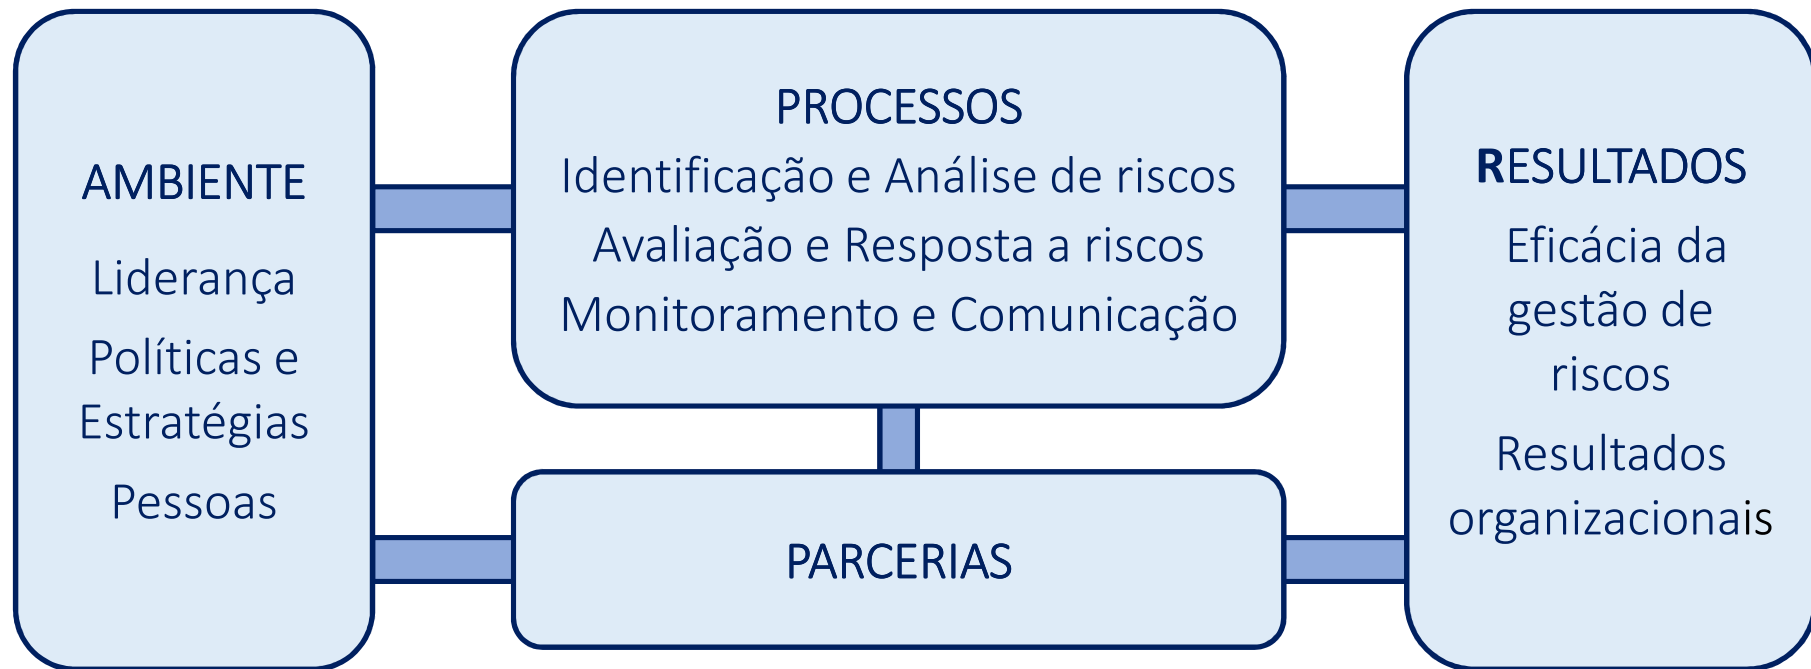 AMBIENTE
Liderança
Políticas e
Estratégias
Pessoas
PROCESSOS
Identificação e Análise de riscos
Avaliação e Resposta a riscos
Monitoramento e Comunicação
PARCERIAS
RESULTADOS
Eficácia da
gestão de
riscos
Resultados
organizacionais